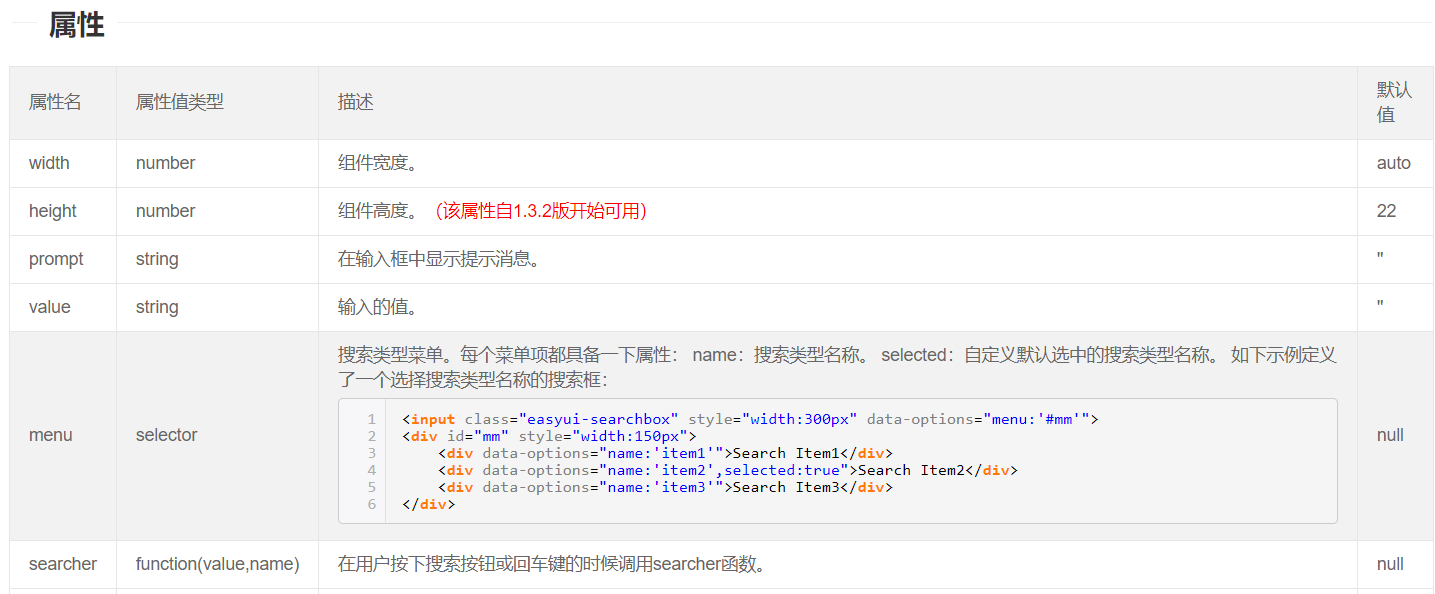 属性
属性名 属性值类型 描述 默认
值
width number 组件宽度。 auto
height number 组件高度。（该属性自1.3.2版开始可用） 22
prompt string 在输入框中显示提示消息。 ''
value string 输入的值。 ''
搜索类型菜单。每个菜单项都具备一下属性： name：搜索类型名称。 selected：自定义默认选中的搜索类型名称。 如下示例定义
了一个选择搜索类型名称的搜索框：
menu selector null
1 <input class="easyui-searchbox" style="width:300px" data-options="menu:'#mm'">
2 <div id="mm" style="width:150px">
3 <div data-options="name:'item1'">Search Item1</div>
4 <div data-options="name:'item2',selected:true">Search Item2</div>
5 <div data-options="name:'item3'">Search Item3</div>
6 </div>
searcher function(value,name) 在用户按下搜索按钮或回车键的时候调用searcher函数。 null